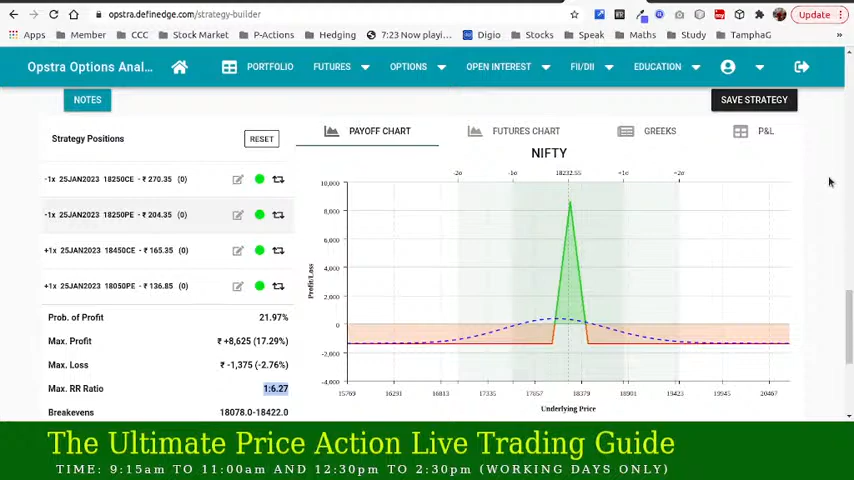 opstra.definedge.com/strategy-builder
Update
Apps Member CCC Stock Market P-Actions Hedging 7:23 Now playi... Digio Stocks Speak Maths Study TamphaG »
Opstra Options Anal... PORTFOLIO FUTURES OPTIONS OPEN INTEREST FII/DII EDUCATION
NOTES SAVE STRATEGY
Strategy Positions RESET PAYOFF CHART FUTURES CHART GREEKS P&L
NIFTY
-2σ -1σ 18232.55 +1σ +2σ
-1x 25JAN2023 18250CE - ₹ 270.35 (0)
-1x 25JAN2023 18250PE - ₹ 204.35 (0)
+1x 25JAN2023 18450CE - ₹ 165.35 (0)
+1x 25JAN2023 18050PE - ₹ 136.85 (0)
Prob. of Profit 21.97%
Max. Profit ₹ +8,625 (17.29%)
Max. Loss ₹ -1,375 (-2.76%)
Max. RR Ratio 1:6.27
Breakevens 18078.0-18422.0
Profit/Loss
10,000
8,000
6,000
4,000
2,000
0
-2,000
-4,000
15769 16291 16813 17335 17857 18379 18901 19423 19945 20467
Underlying Price
The Ultimate Price Action Live Trading Guide
TIME: 9:15am TO 11:00am AND 12:30pm TO 2:30pm (WORKING DAYS ONLY)